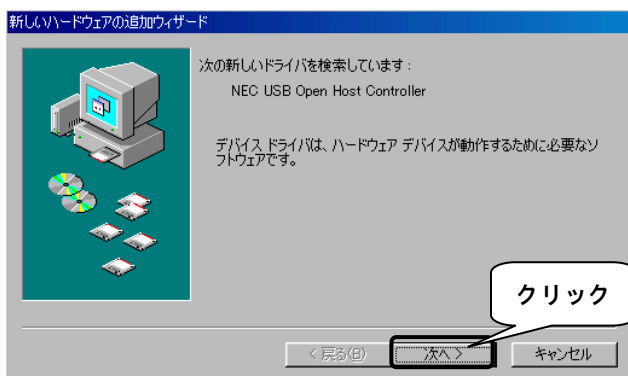 新しいハードウェアの追加ウィザード
次の新しいドライバを検索しています：
NEC USB Open Host Controller
デバイス ドライバは、ハードウェア デバイスが動作するために必要なソ
フトウェアです。
クリック
< 戻る(B)
次へ >
キャンセル